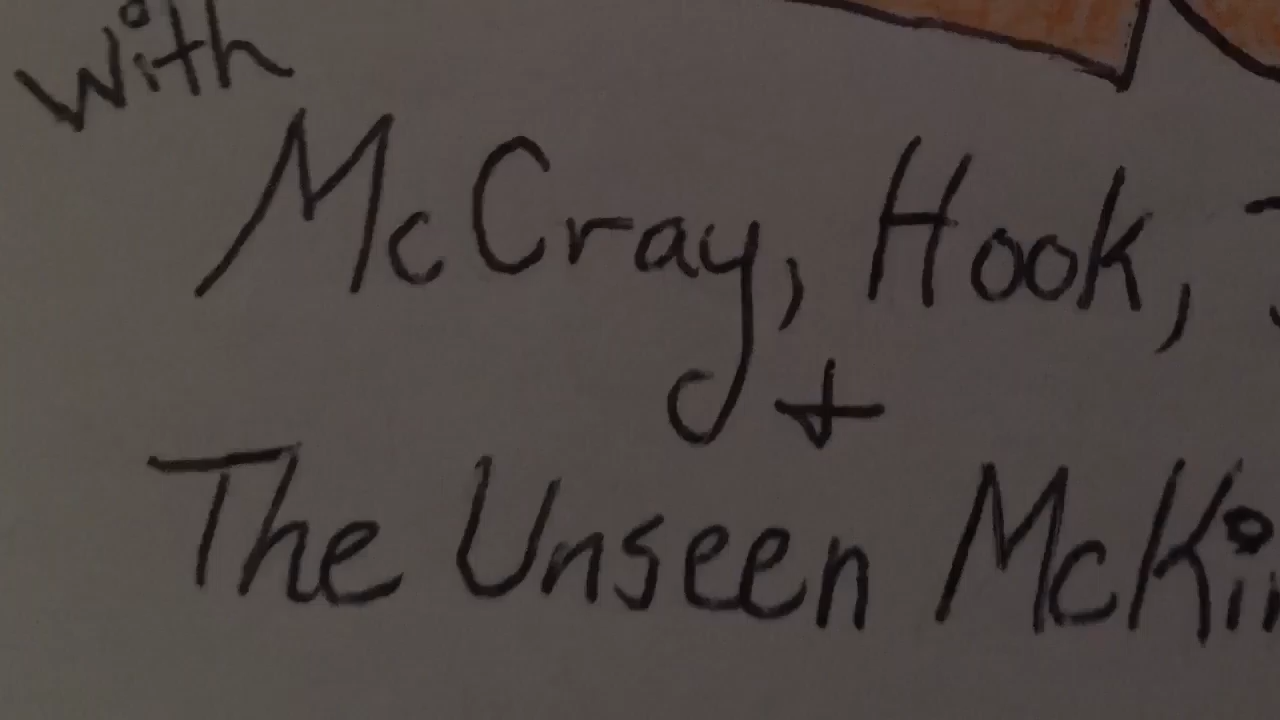 with
McCray, Hook,
+
The Unseen